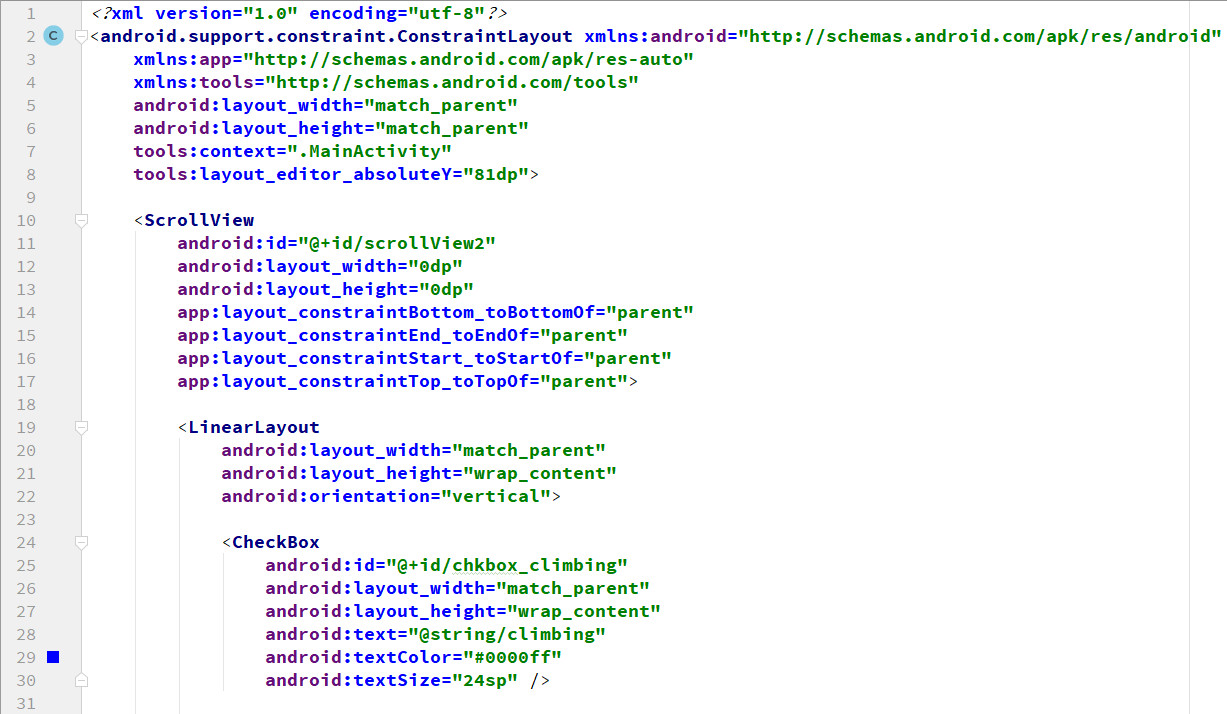 1 <?xml version="1.0" encoding="utf-8"?>
2 C <android.support.constraint.ConstraintLayout xmlns:android="http://schemas.android.com/apk/res/android"
3     xmlns:app="http://schemas.android.com/apk/res-auto"
4     xmlns:tools="http://schemas.android.com/tools"
5     android:layout_width="match_parent"
6     android:layout_height="match_parent"
7     tools:context=".MainActivity"
8     tools:layout_editor_absoluteY="81dp">
9
10     <ScrollView
11         android:id="@+id/scrollView2"
12         android:layout_width="0dp"
13         android:layout_height="0dp"
14         app:layout_constraintBottom_toBottomOf="parent"
15         app:layout_constraintEnd_toEndOf="parent"
16         app:layout_constraintStart_toStartOf="parent"
17         app:layout_constraintTop_toTopOf="parent">
18
19         <LinearLayout
20             android:layout_width="match_parent"
21             android:layout_height="wrap_content"
22             android:orientation="vertical">
23
24             <CheckBox
25                 android:id="@+id/chkbox_climbing"
26                 android:layout_width="match_parent"
27                 android:layout_height="wrap_content"
28                 android:text="@string/climbing"
29                 android:textColor="#0000ff"
30                 android:textSize="24sp" />
31